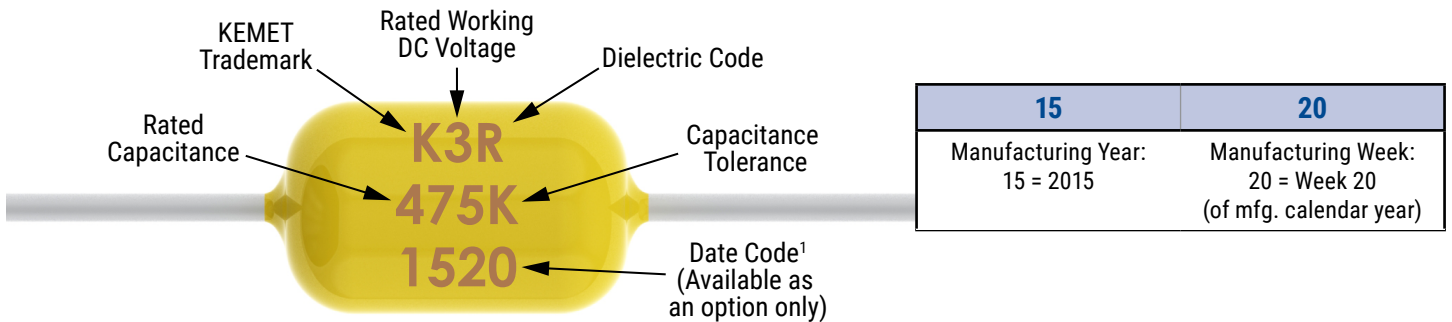 KEMET
Trademark
Rated Working
DC Voltage
Dielectric Code
Rated
Capacitance
K3R
475K
1520
Capacitance
Tolerance
Date Code¹
(Available as
an option only)
15 20
Manufacturing Year:
15 = 2015
Manufacturing Week:
20 = Week 20
(of mfg. calendar year)